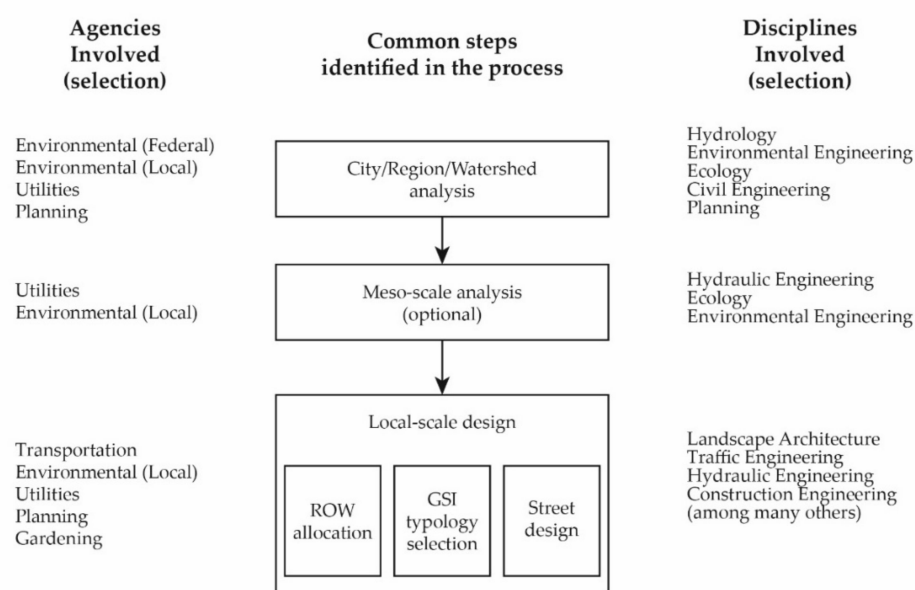 Agencies
Involved
(selection)
Common steps
identified in the process
Disciplines
Involved
(selection)
Environmental (Federal)
Environmental (Local)
Utilities
Planning
City/Region/Watershed
analysis
Hydrology
Environmental Engineering
Ecology
Civil Engineering
Planning
Utilities
Environmental (Local)
Meso-scale analysis
(optional)
Hydraulic Engineering
Ecology
Environmental Engineering
Transportation
Environmental (Local)
Utilities
Planning
Gardening
Local-scale design
ROW
allocation
GSI
typology
selection
Street
design
Landscape Architecture
Traffic Engineering
Hydraulic Engineering
Construction Engineering
(among many others)